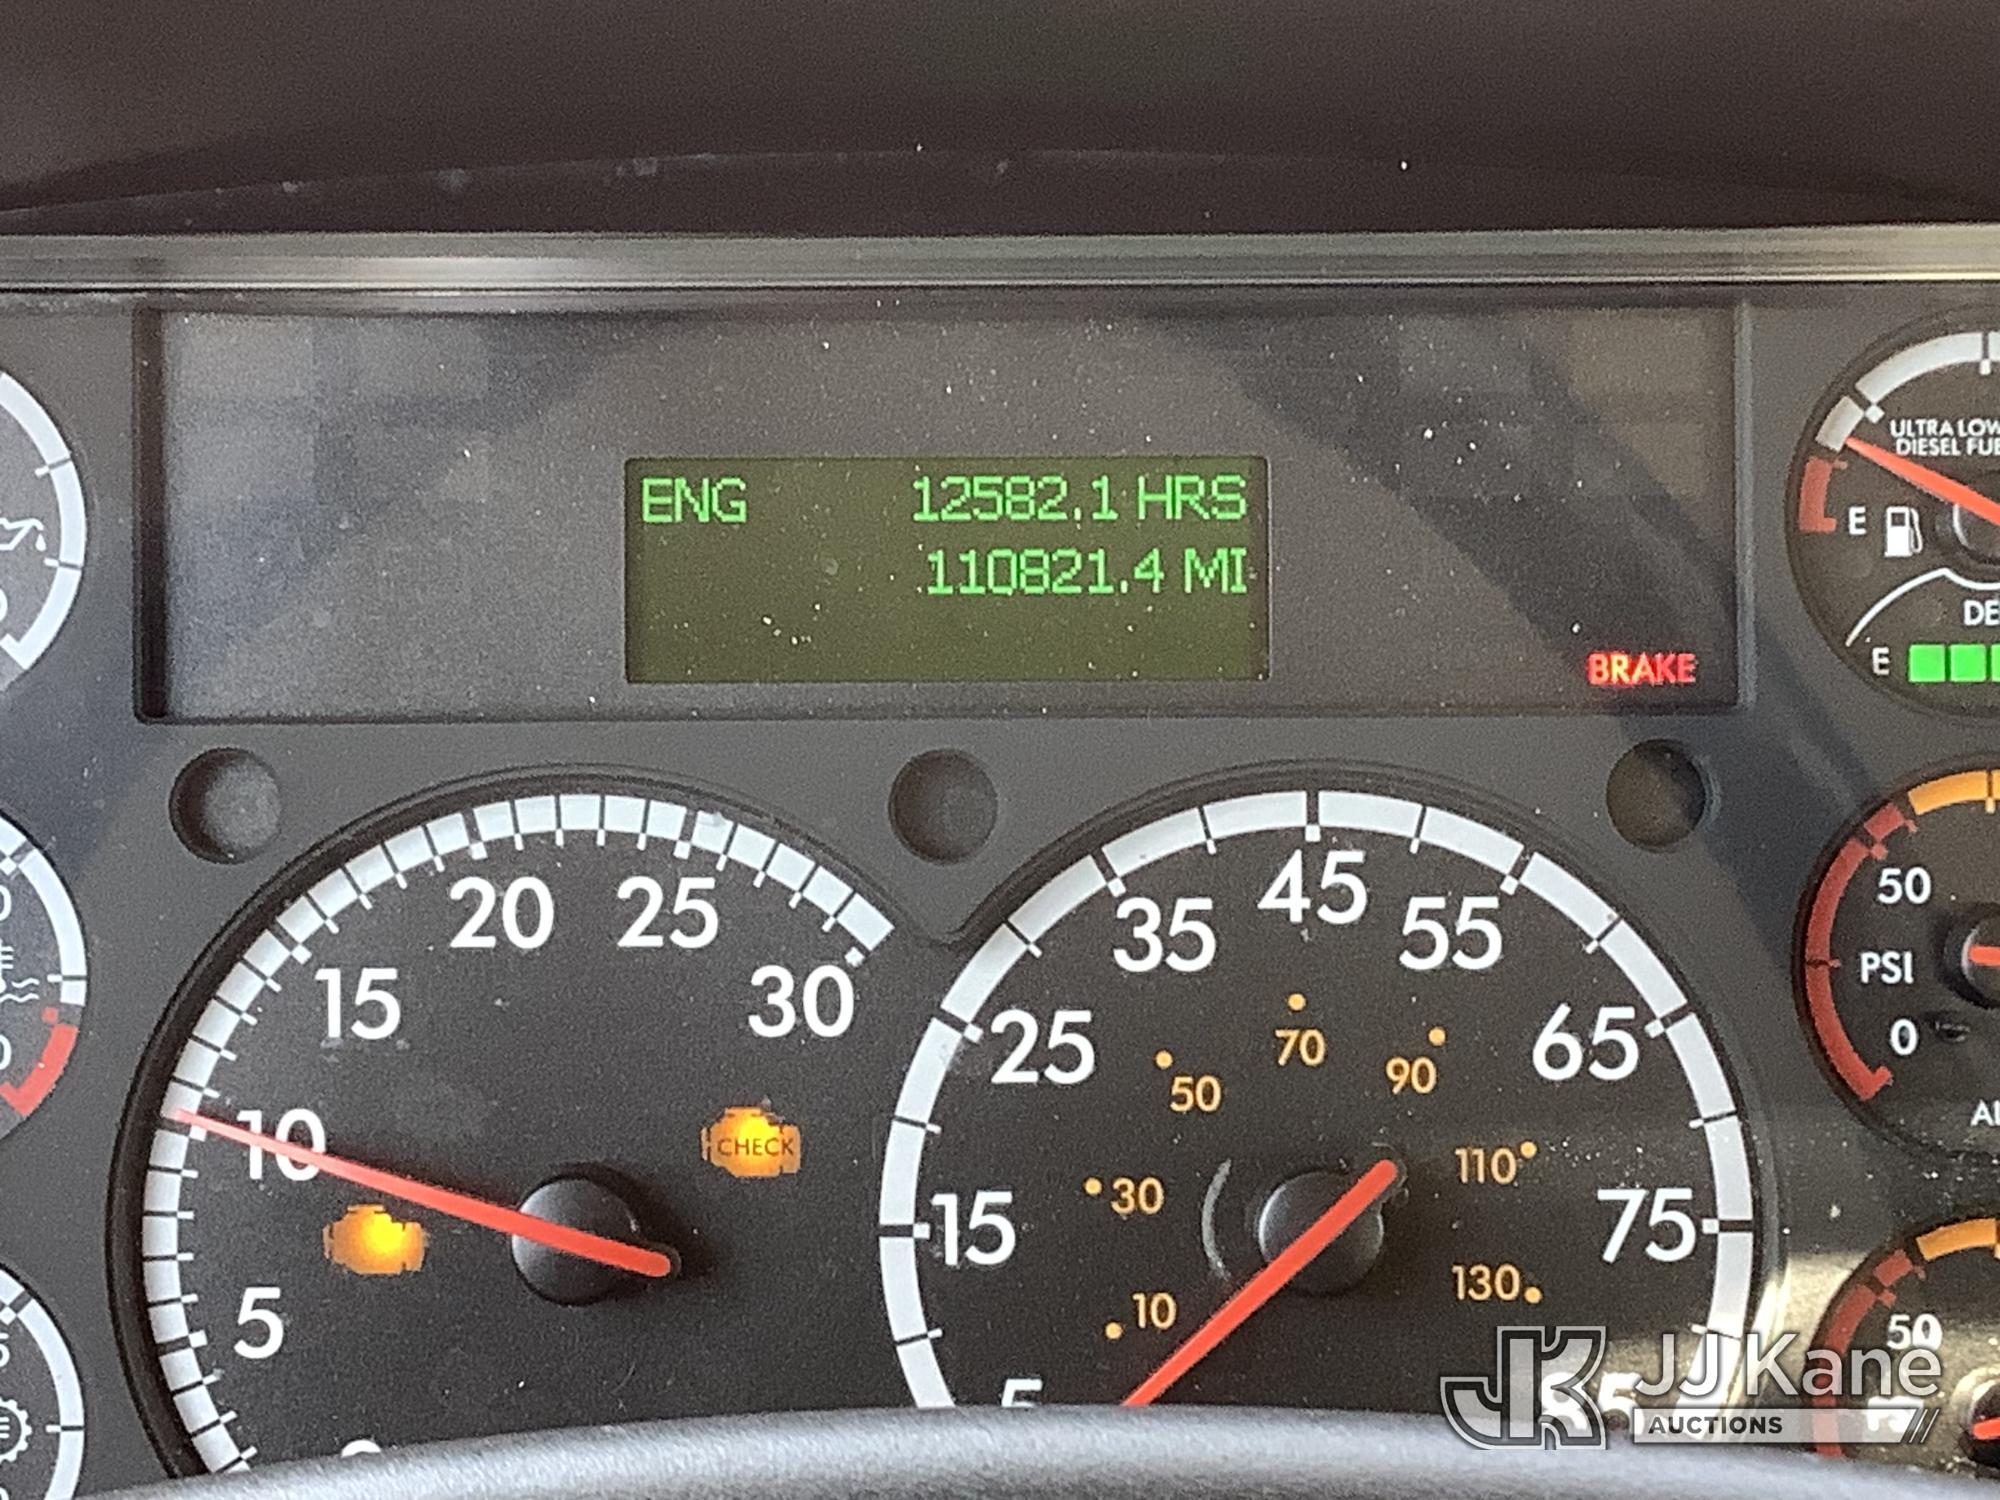 ENG 12582.1 HRS
110821.4 MI
BRAKE
ULTRA LOW
DIESEL
E
E
20 25
15 30
10
5
CHECK
45
35 55
25 65
15 75
5
70
50 90
30 110
10 130
50
PSI
0
50
JJ Kane
AUCTIONS